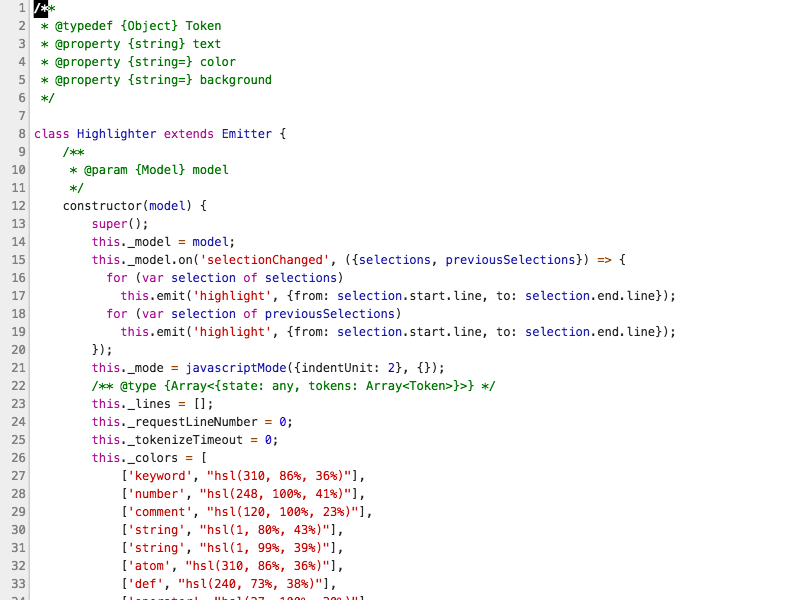 1 /**
2  * @typedef {Object} Token
3  * @property {string} text
4  * @property {string=} color
5  * @property {string=} background
6  */
7
8 class Highlighter extends Emitter {
9     /**
10      * @param {Model} model
11      */
12     constructor(model) {
13         super();
14         this._model = model;
15         this._model.on('selectionChanged', ({selections, previousSelections}) => {
16           for (var selection of selections)
17             this.emit('highlight', {from: selection.start.line, to: selection.end.line});
18           for (var selection of previousSelections)
19             this.emit('highlight', {from: selection.start.line, to: selection.end.line});
20         });
21         this._mode = javascriptMode({indentUnit: 2}, {});
22         /** @type {Array<{state: any, tokens: Array<Token>}>} */
23         this._lines = [];
24         this._requestLineNumber = 0;
25         this._tokenizeTimeout = 0;
26         this._colors = [
27             ['keyword', "hsl(310, 86%, 36%)"],
28             ['number', "hsl(248, 100%, 41%)"],
29             ['comment', "hsl(120, 100%, 23%)"],
30             ['string', "hsl(1, 80%, 43%)"],
31             ['string', "hsl(1, 99%, 39%)"],
32             ['atom', "hsl(310, 86%, 36%)"],
33             ['def', "hsl(240, 73%, 38%)"],
34             ['operator', "hsl(27, 100%, 30%)"],